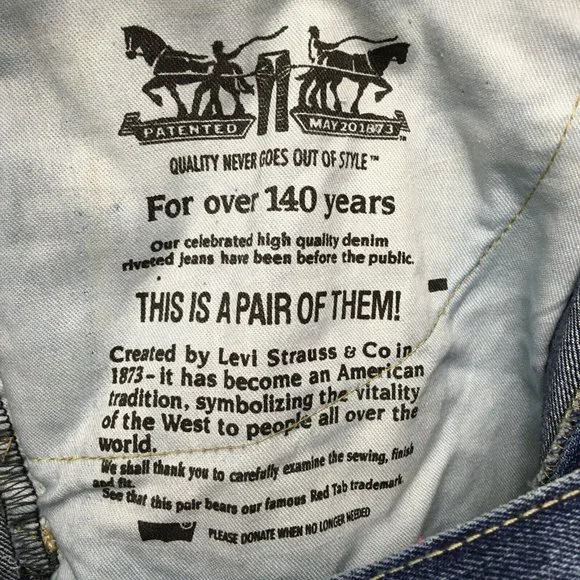 PATENTED MAY 20 1873
QUALITY NEVER GOES OUT OF STYLE™
For over 140 years
Our celebrated high quality denim
riveted jeans have been before the public.
THIS IS A PAIR OF THEM!
Created by Levi Strauss & Co in
1873 - it has become an American
tradition, symbolizing the vitality
of the West to people all over the
world.
We shall thank you to carefully examine the sewing, finish
and fit.
See that this pair bears our famous Red Tab trademark
PLEASE DONATE WHEN NO LONGER NEEDED